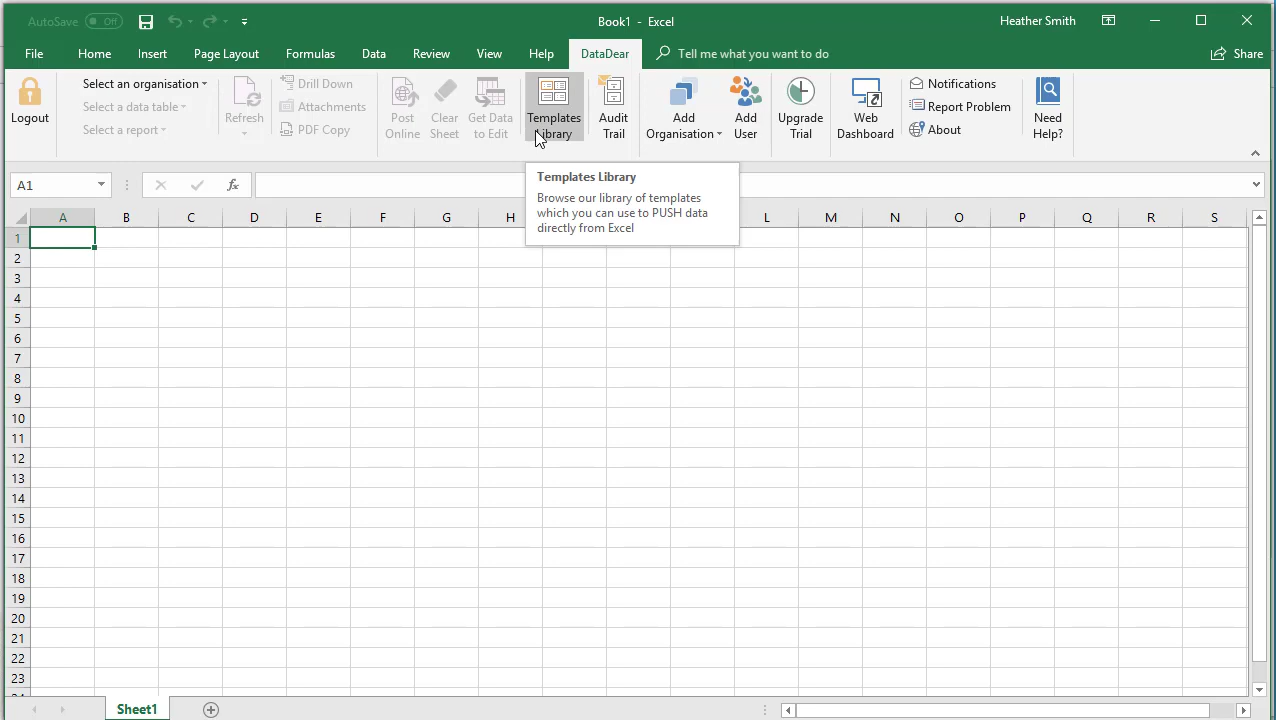 AutoSave Off Book1 - Excel Heather Smith
File Home Insert Page Layout Formulas Data Review View Help DataDear Tell me what you want to do Share
Logout
Select an organisation
Select a data table
Select a report
Refresh
Drill Down
Attachments
PDF Copy
Post
Online
Clear
Sheet
Get Data
to Edit
Templates
Library
Audit
Trail
Add
Organisation
Add
User
Upgrade
Trial
Web
Dashboard
Notifications
Report Problem
About
Need
Help?
A1 fx
Templates Library
Browse our library of templates
which you can use to PUSH data
directly from Excel
A B C D E F G H L M N O P Q R S
1
2
3
4
5
6
7
8
9
10
11
12
13
14
15
16
17
18
19
20
21
22
23
Sheet1